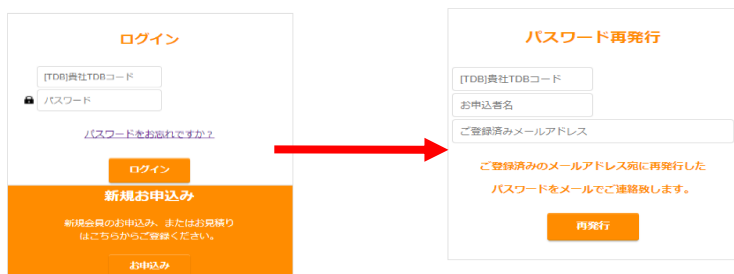 ログイン
[TDB]貴社TDBコード
パスワード
パスワードをお忘れですか？
ログイン
新規お申込み
新規会員のお申込み、またはお見積り
はこちらからご登録ください。
お申込み
パスワード再発行
[TDB]貴社TDBコード
お申込者名
ご登録済みメールアドレス
ご登録済みのメールアドレス宛に再発行した
パスワードをメールでご連絡致します。
再発行